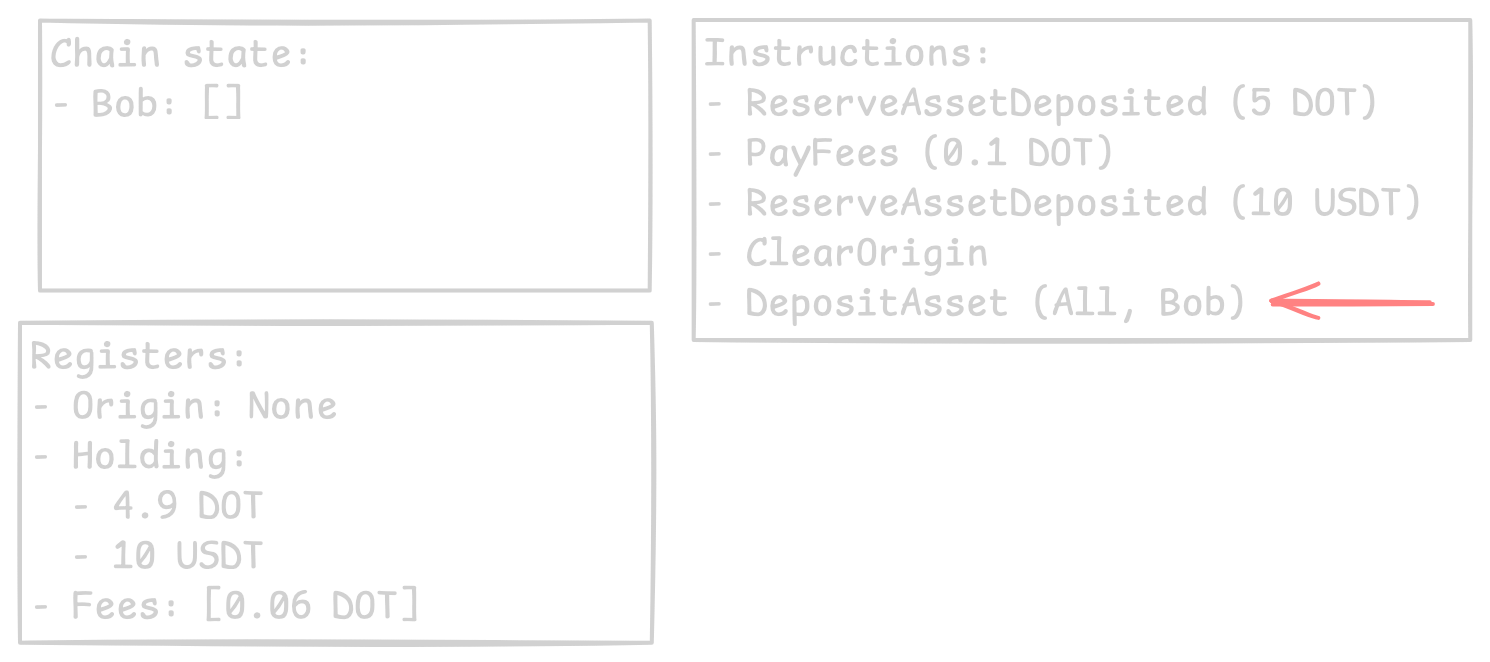 Chain state:
- Bob: []
Instructions:
- ReserveAssetDeposited (5 DOT)
- PayFees (0.1 DOT)
- ReserveAssetDeposited (10 USDT)
- ClearOrigin
- DepositAsset (All, Bob)
Registers:
- Origin: None
- Holding:
  - 4.9 DOT
  - 10 USDT
- Fees: [0.06 DOT]